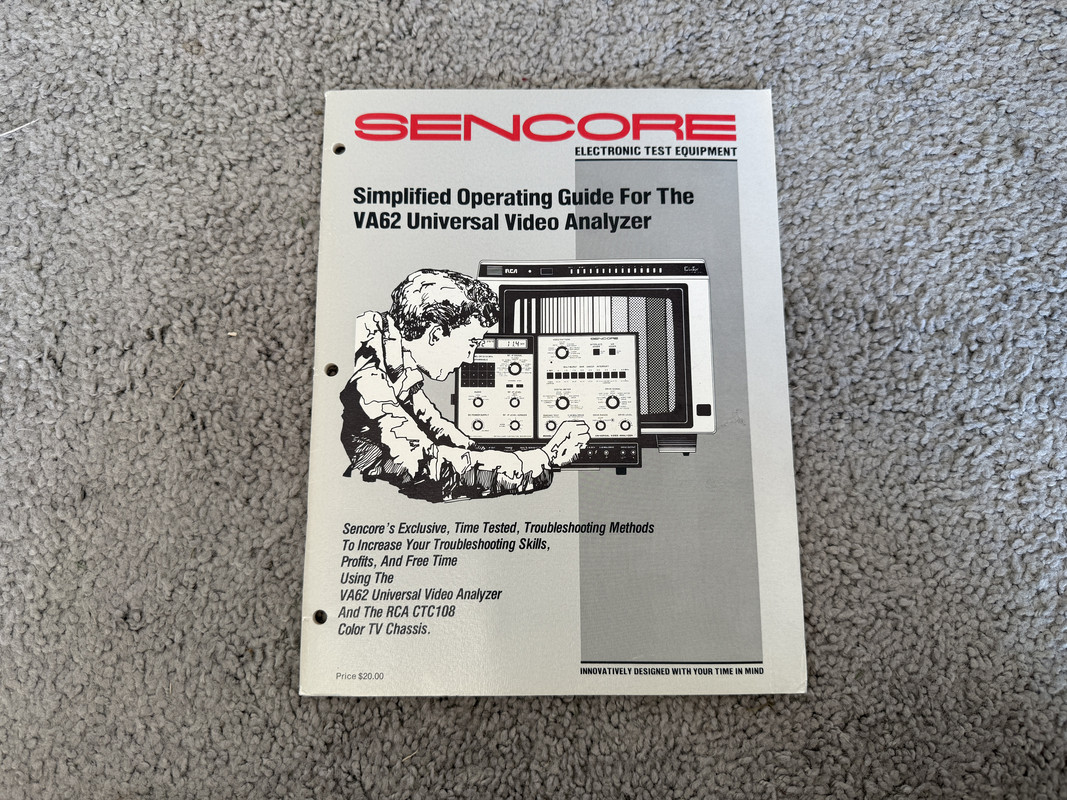 SENCORE
ELECTRONIC TEST EQUIPMENT
Simplified Operating Guide For The
VA62 Universal Video Analyzer
RCA
SENCORE
11.4
Sencore's Exclusive, Time Tested, Troubleshooting Methods
To Increase Your Troubleshooting Skills,
Profits, And Free Time
Using The
VA62 Universal Video Analyzer
And The RCA CTC108
Color TV Chassis.
INNOVATIVELY DESIGNED WITH YOUR TIME IN MIND
Price $20.00